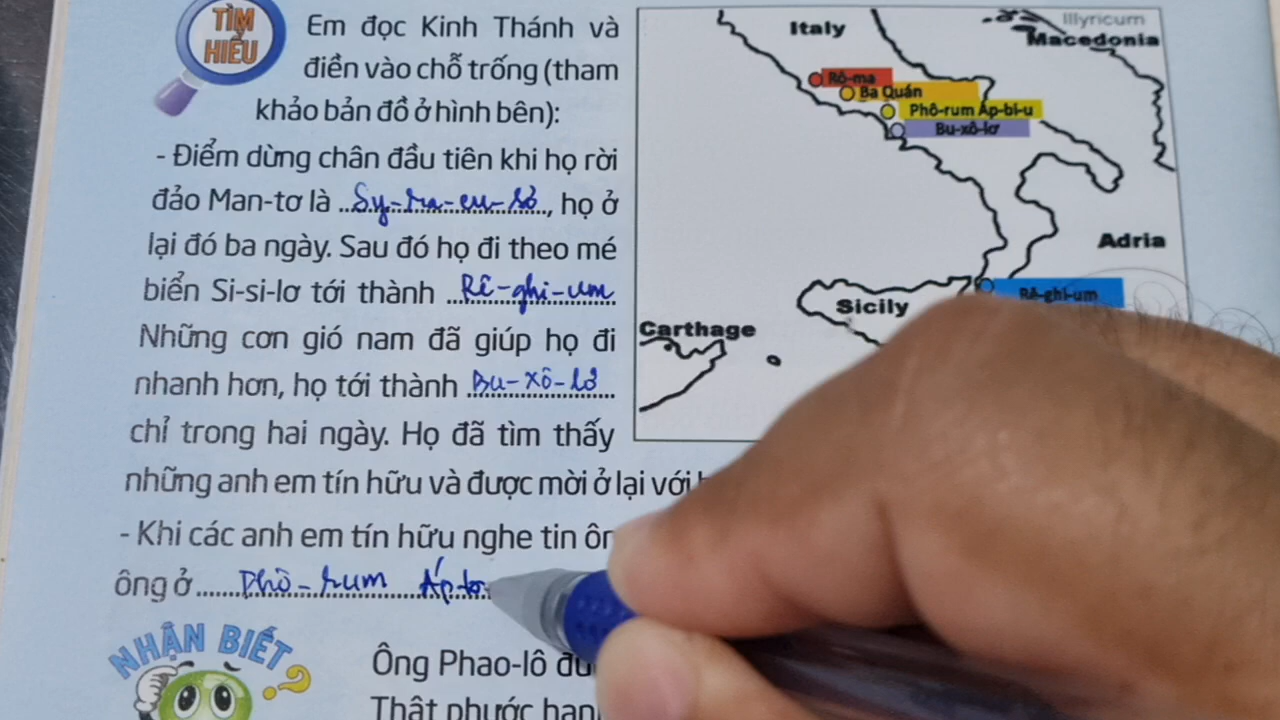 TÌM
HIỂU
Em đọc Kinh Thánh và
điền vào chỗ trống (tham
khảo bản đồ ở hình bên):
- Điểm dừng chân đầu tiên khi họ rời
đảo Man-tơ là Sy-ra-cu-sơ, họ ở
lại đó ba ngày. Sau đó họ đi theo mé
biển Si-si-lơ tới thành Rê-ghi-um
Những cơn gió nam đã giúp họ đi
nhanh hơn, họ tới thành Bu-xô-lơ
chỉ trong hai ngày. Họ đã tìm thấy
những anh em tín hữu và được mời ở lại với
- Khi các anh em tín hữu nghe tin
ông ở Phô-rum Áp-
NHẬN BIẾT?
Ông Phao-lô
Thật phước
Italy
Illyricum
Macedonia
Rô-ma
Ba Quán
Phô-rum Áp-bi-u
Bu-xô-lơ
Adria
Rê-ghi-um
Sicily
Carthage